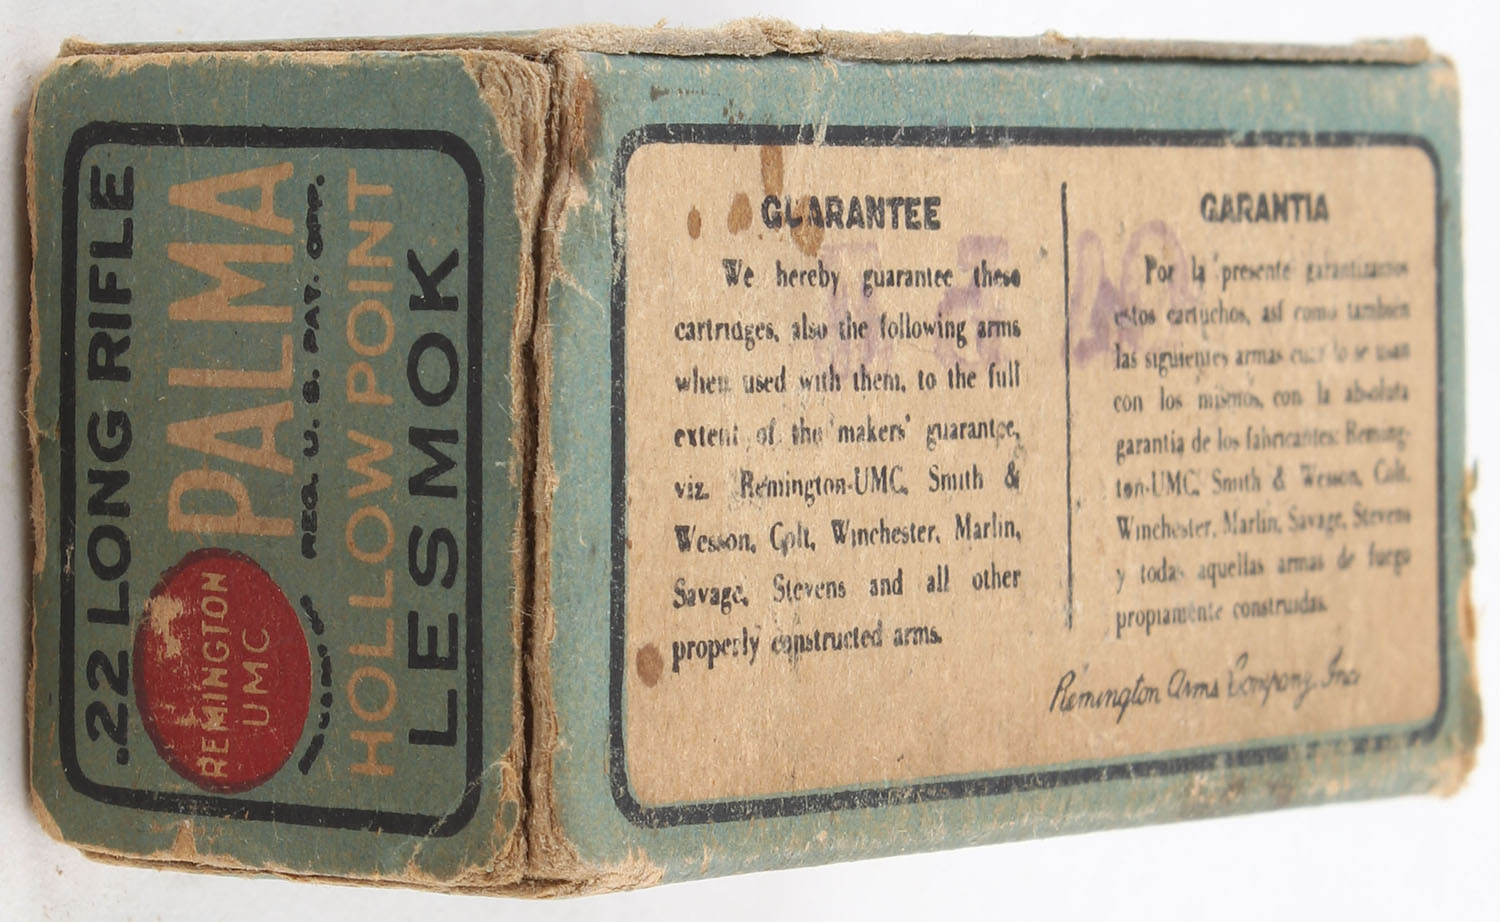 .22 LONG RIFLE
PALMA
REMINGTON
UMC
REG. U. S. PAT. OFF.
HOLLOW POINT
LESMOK
GUARANTEE
We hereby guarantee these
cartridges, also the following arms
when used with them, to the full
extent of the makers' guarantee,
viz. Remington-UMC, Smith &
Wesson, Colt, Winchester, Marlin,
Savage, Stevens and all other
properly constructed arms.
GARANTIA
Por la presente garantizamos
estos cartuchos, así como también
las siguientes armas cuando se usan
con los mismos, con la absoluta
garantia de los fabricantes: Reming-
ton-UMC, Smith & Wesson, Colt,
Winchester, Marlin, Savage, Stevens
y todas aquellas armas de fuego
propiamente construidas.
Remington Arms Company, Inc.